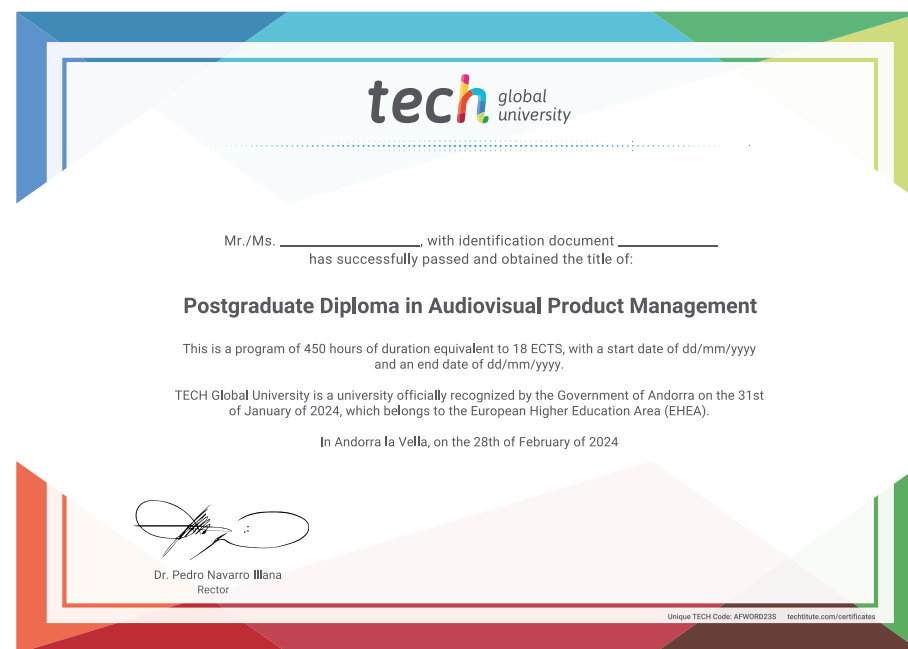 tech global university
Mr./Ms. ____________, with identification document ____________
has successfully passed and obtained the title of:
Postgraduate Diploma in Audiovisual Product Management
This is a program of 450 hours of duration equivalent to 18 ECTS, with a start date of dd/mm/yyyy
and an end date of dd/mm/yyyy.
TECH Global University is a university officially recognized by the Government of Andorra on the 31st
of January of 2024, which belongs to the European Higher Education Area (EHEA).
In Andorra la Vella, on the 28th of February of 2024
Dr. Pedro Navarro Illana
Rector
Unique TECH Code: AFWORD23S techtitute.com/certificates